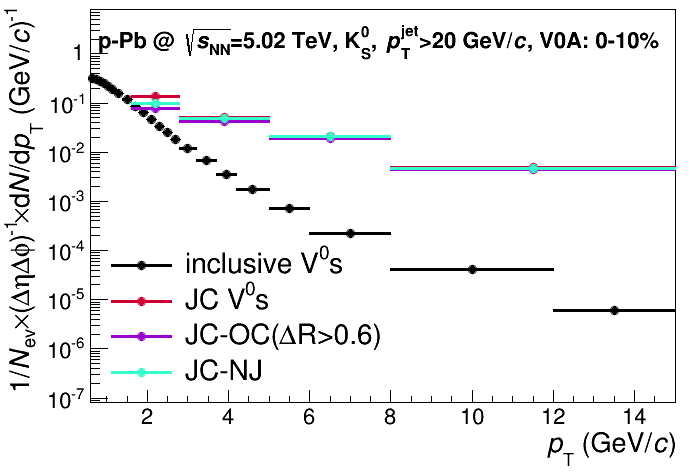 p-Pb @ √sNN=5.02 TeV, K0S, pTjet>20 GeV/c, V0A: 0-10%
1/Nev×(ΔηΔϕ)-1×dN/dpT (GeV/c)-1
1
10-1
10-2
10-3
10-4
10-5
10-6
10-7
inclusive V0s
JC V0s
JC-OC(ΔR>0.6)
JC-NJ
2 4 6 8 10 12 14
pT (GeV/c)